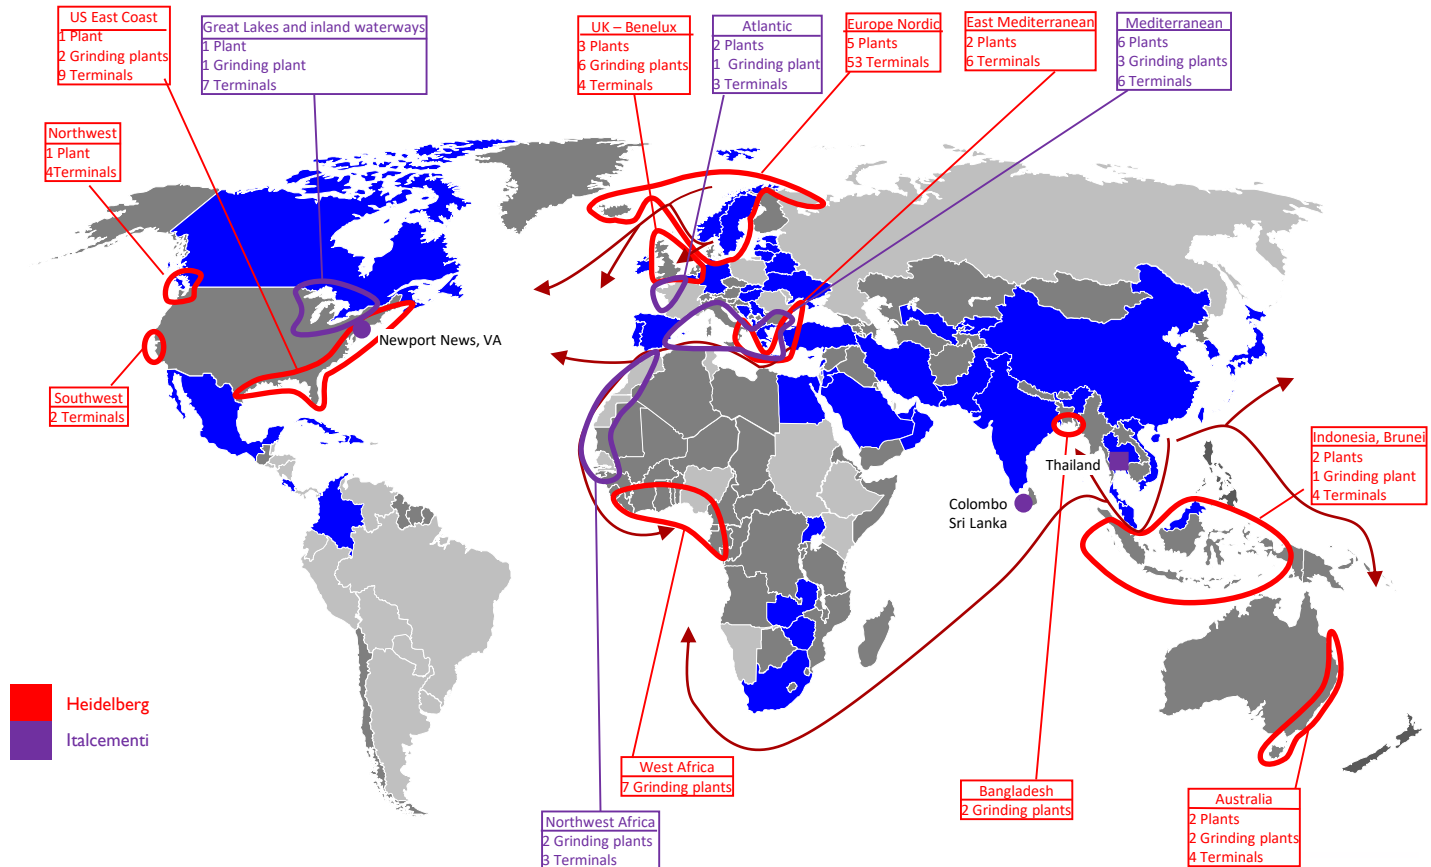 US East Coast
1 Plant
2 Grinding plants
9 Terminals
Great Lakes and inland waterways
1 Plant
1 Grinding plant
7 Terminals
UK – Benelux
3 Plants
6 Grinding plants
4 Terminals
Atlantic
2 Plants
1 Grinding plant
3 Terminals
Europe Nordic
5 Plants
53 Terminals
East Mediterranean
2 Plants
6 Terminals
Mediterranean
6 Plants
3 Grinding plants
6 Terminals
Northwest
1 Plant
4Terminals
Newport News, VA
Southwest
2 Terminals
Thailand
Colombo
Sri Lanka
Indonesia, Brunei
2 Plants
1 Grinding plant
4 Terminals
Heidelberg
Italcementi
West Africa
7 Grinding plants
Northwest Africa
2 Grinding plants
3 Terminals
Bangladesh
2 Grinding plants
Australia
2 Plants
2 Grinding plants
4 Terminals